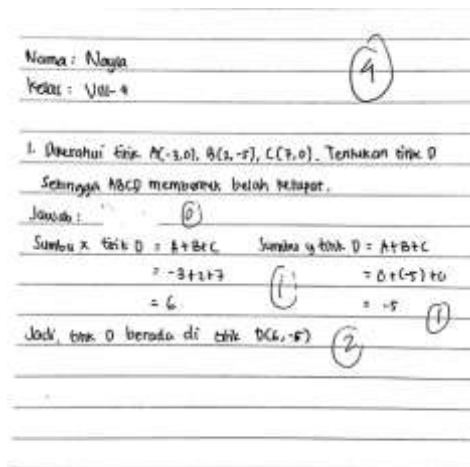 Nama : Nayla
4
Kelas : VIII-4
1. Diketahui titik A(-3,0), B(2,-5), C(7,0). Tentukan titik D
Sehingga ABCD membentuk belah ketupat.
Jawab :
0
Sumbu x titik D = A+B+C Sumbu y titik D = A+B+C
= -3+2+7 = 0+(-5)+0
1
= 6 = -5
1
Jadi, titik D berada di titik D(6,-5)
2